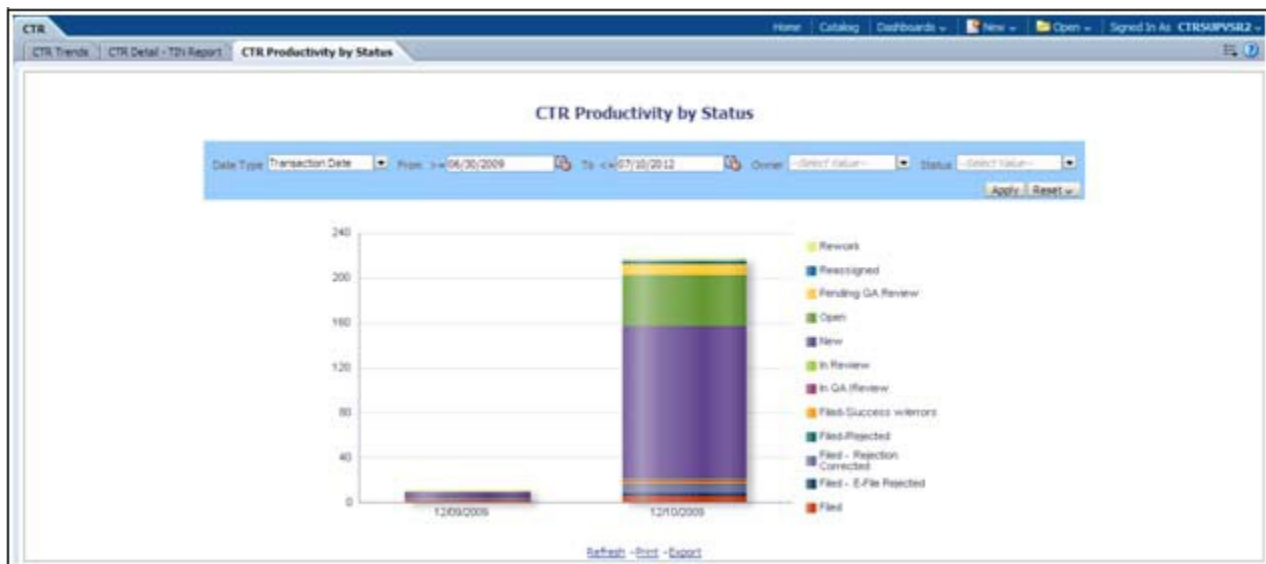 CTR
Home Catalog Dashboards New Open Signed In As CTRSUPVSR2
CTR Trends CTR Detail - TIN Report CTR Productivity by Status
CTR Productivity by Status
Date Type Transaction Date From >= 06/30/2009 To <= 07/10/2012 Owner --Select Value-- Status --Select Value--
Apply Reset
240
200
160
120
80
40
0
12/09/2009 12/10/2009
Rework
Reassigned
Pending QA Review
Open
New
In Review
In QA Review
Filed-Success w/errors
Filed-Rejected
Filed - Rejection
Corrected
Filed - E-File Rejected
Filed
Refresh - Print - Export